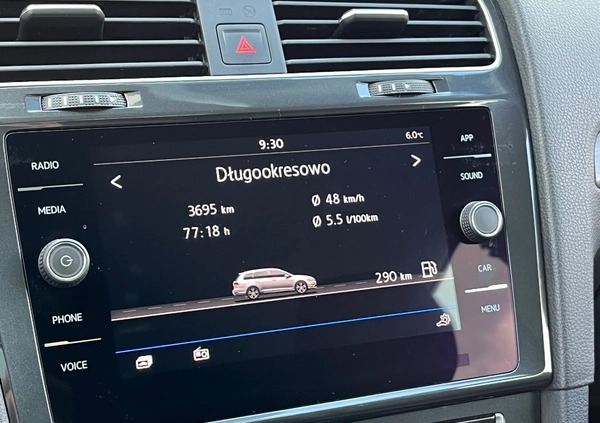 9:30
6.0°C
RADIO
MEDIA
PHONE
VOICE
< Długookresowo >
3695 km
Ø 48 km/h
77:18 h
Ø 5.5 l/100km
290 km
APP
SOUND
CAR
MENU